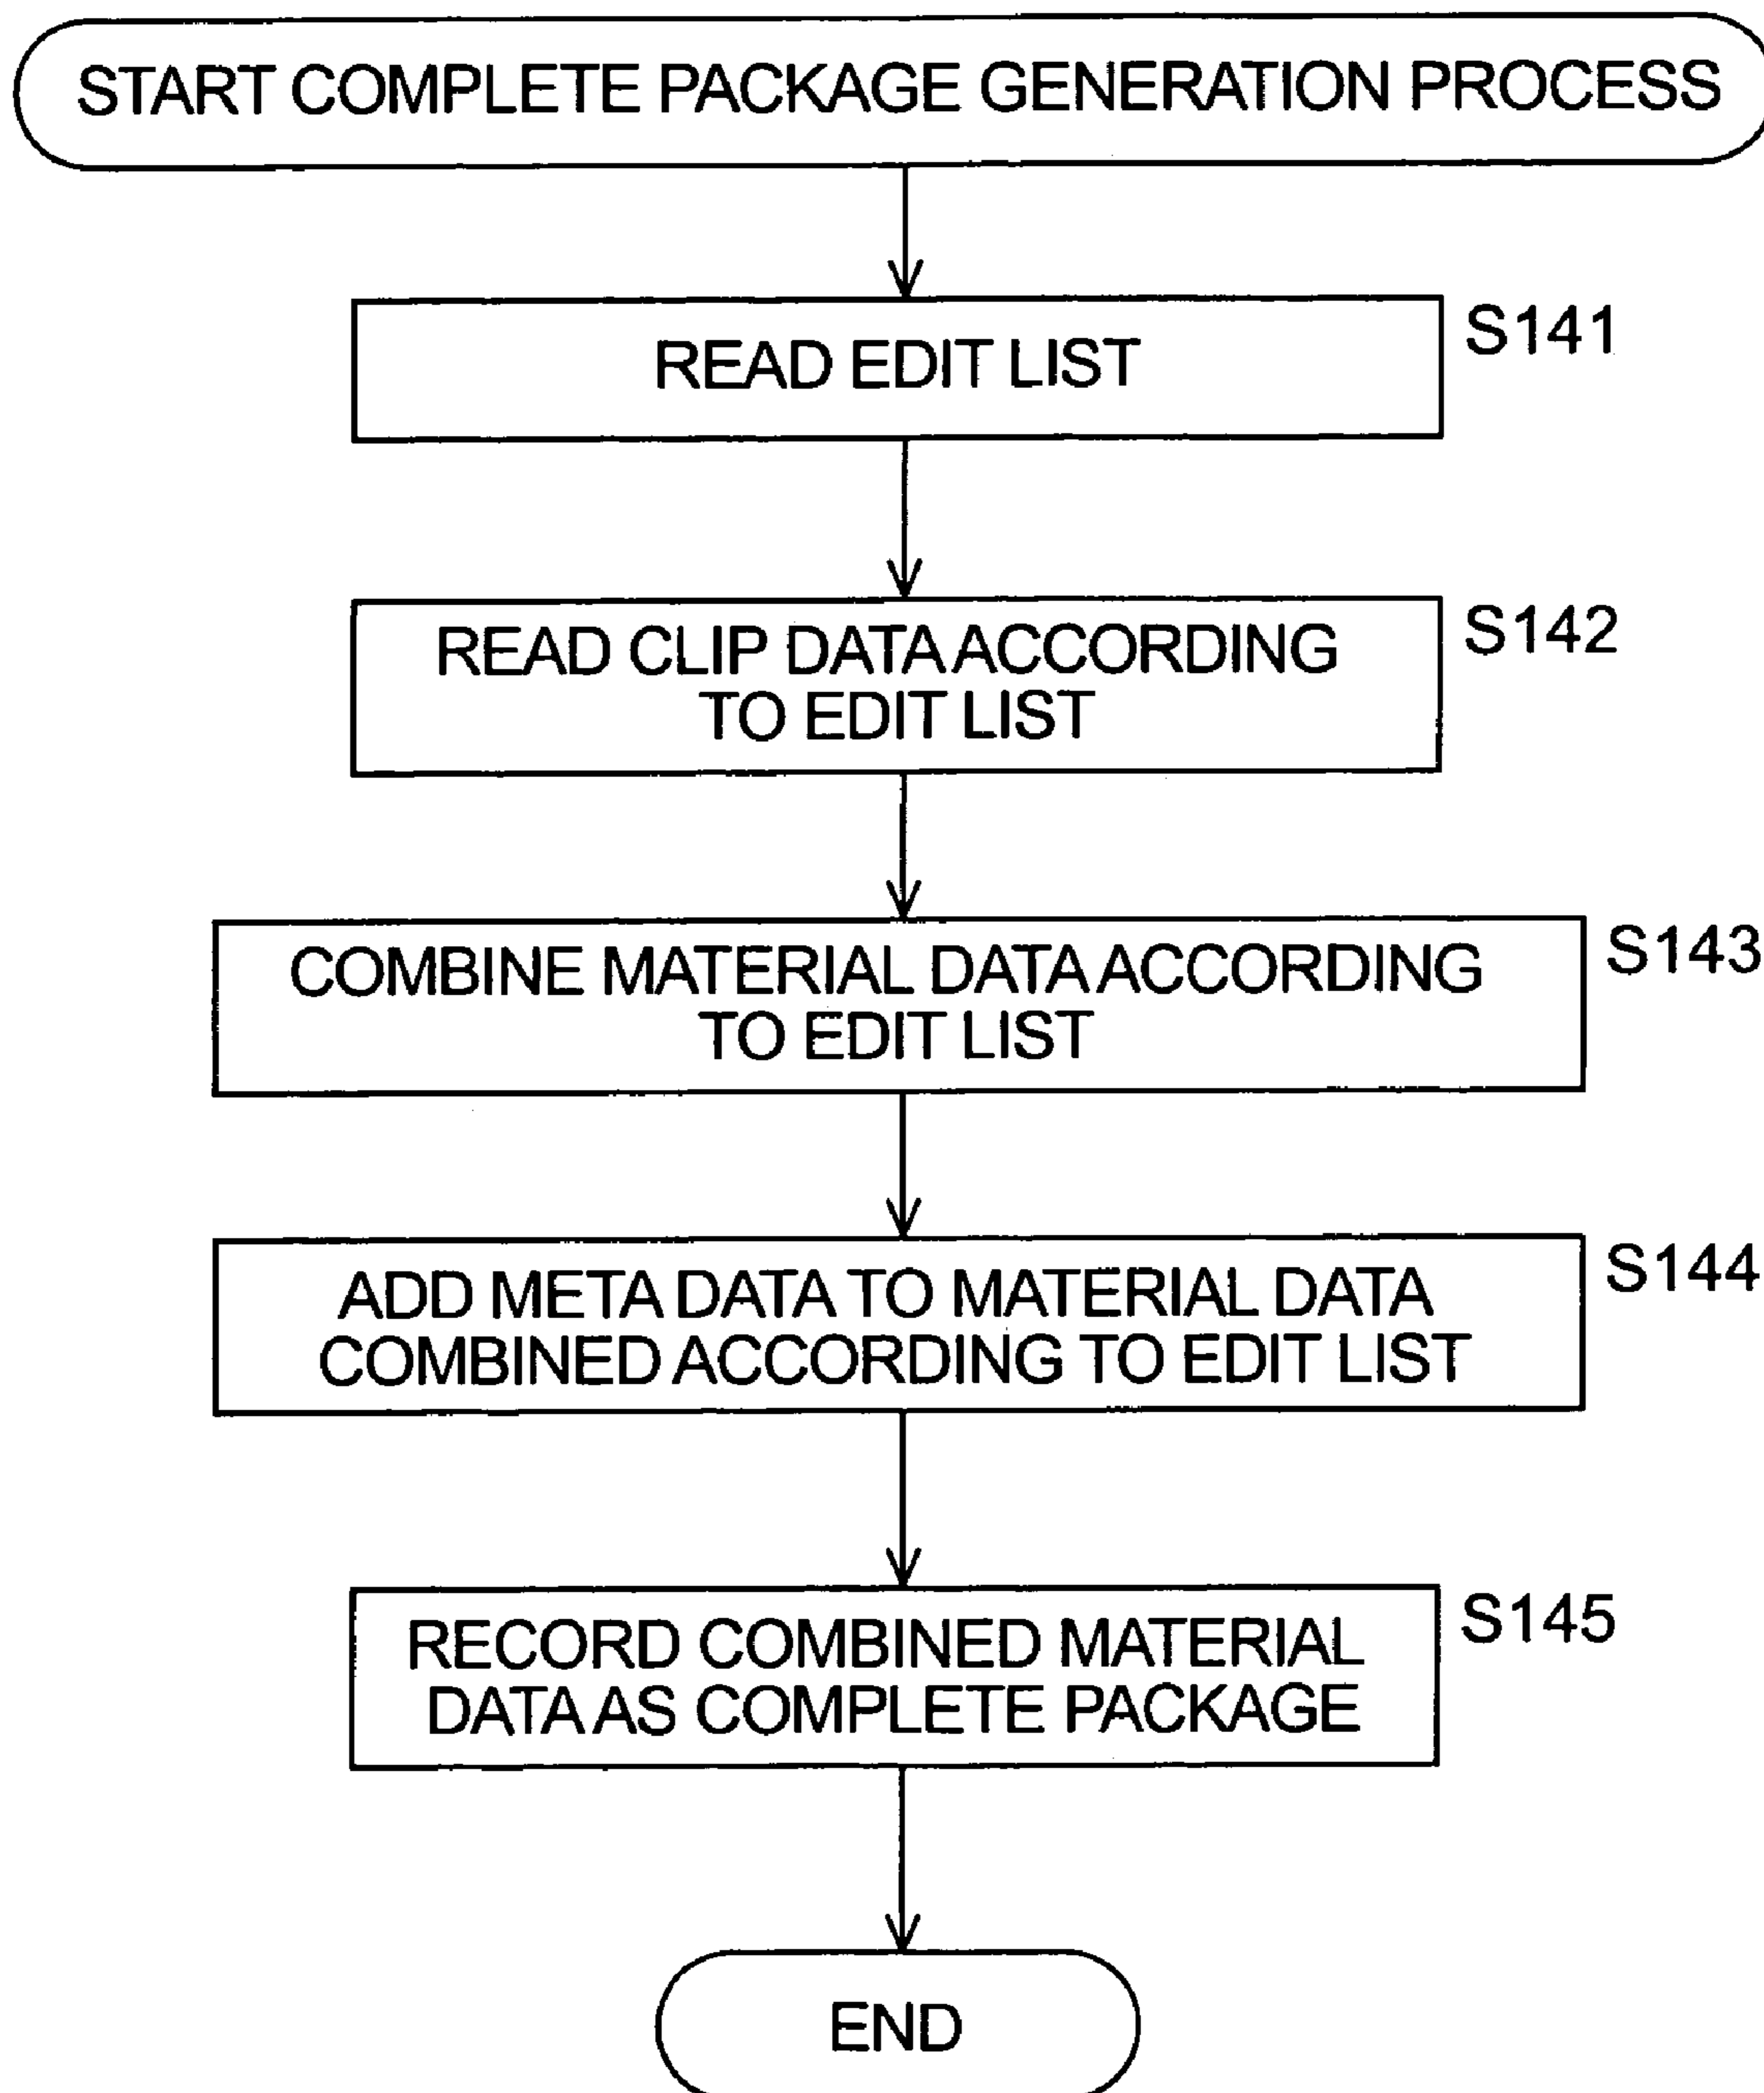 START COMPLETE PACKAGE GENERATION PROCESS
READ EDIT LIST
S141
READ CLIP DATA ACCORDING
TO EDIT LIST
S142
COMBINE MATERIAL DATA ACCORDING
TO EDIT LIST
S143
ADD META DATA TO MATERIAL DATA
COMBINED ACCORDING TO EDIT LIST
S144
RECORD COMBINED MATERIAL
DATA AS COMPLETE PACKAGE
S145
END